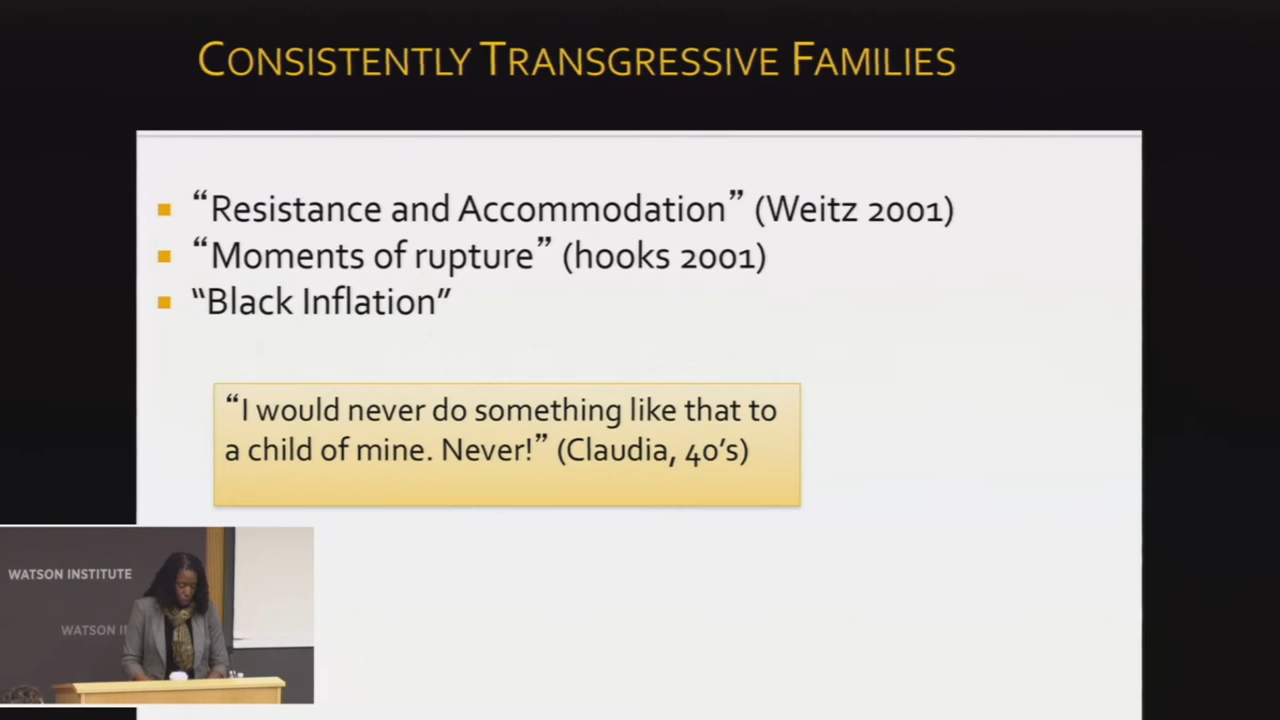 CONSISTENTLY TRANSGRESSIVE FAMILIES
“Resistance and Accommodation” (Weitz 2001)
“Moments of rupture” (hooks 2001)
“Black Inflation”
“I would never do something like that to
a child of mine. Never!” (Claudia, 40’s)
WATSON INSTITUTE
WATSON